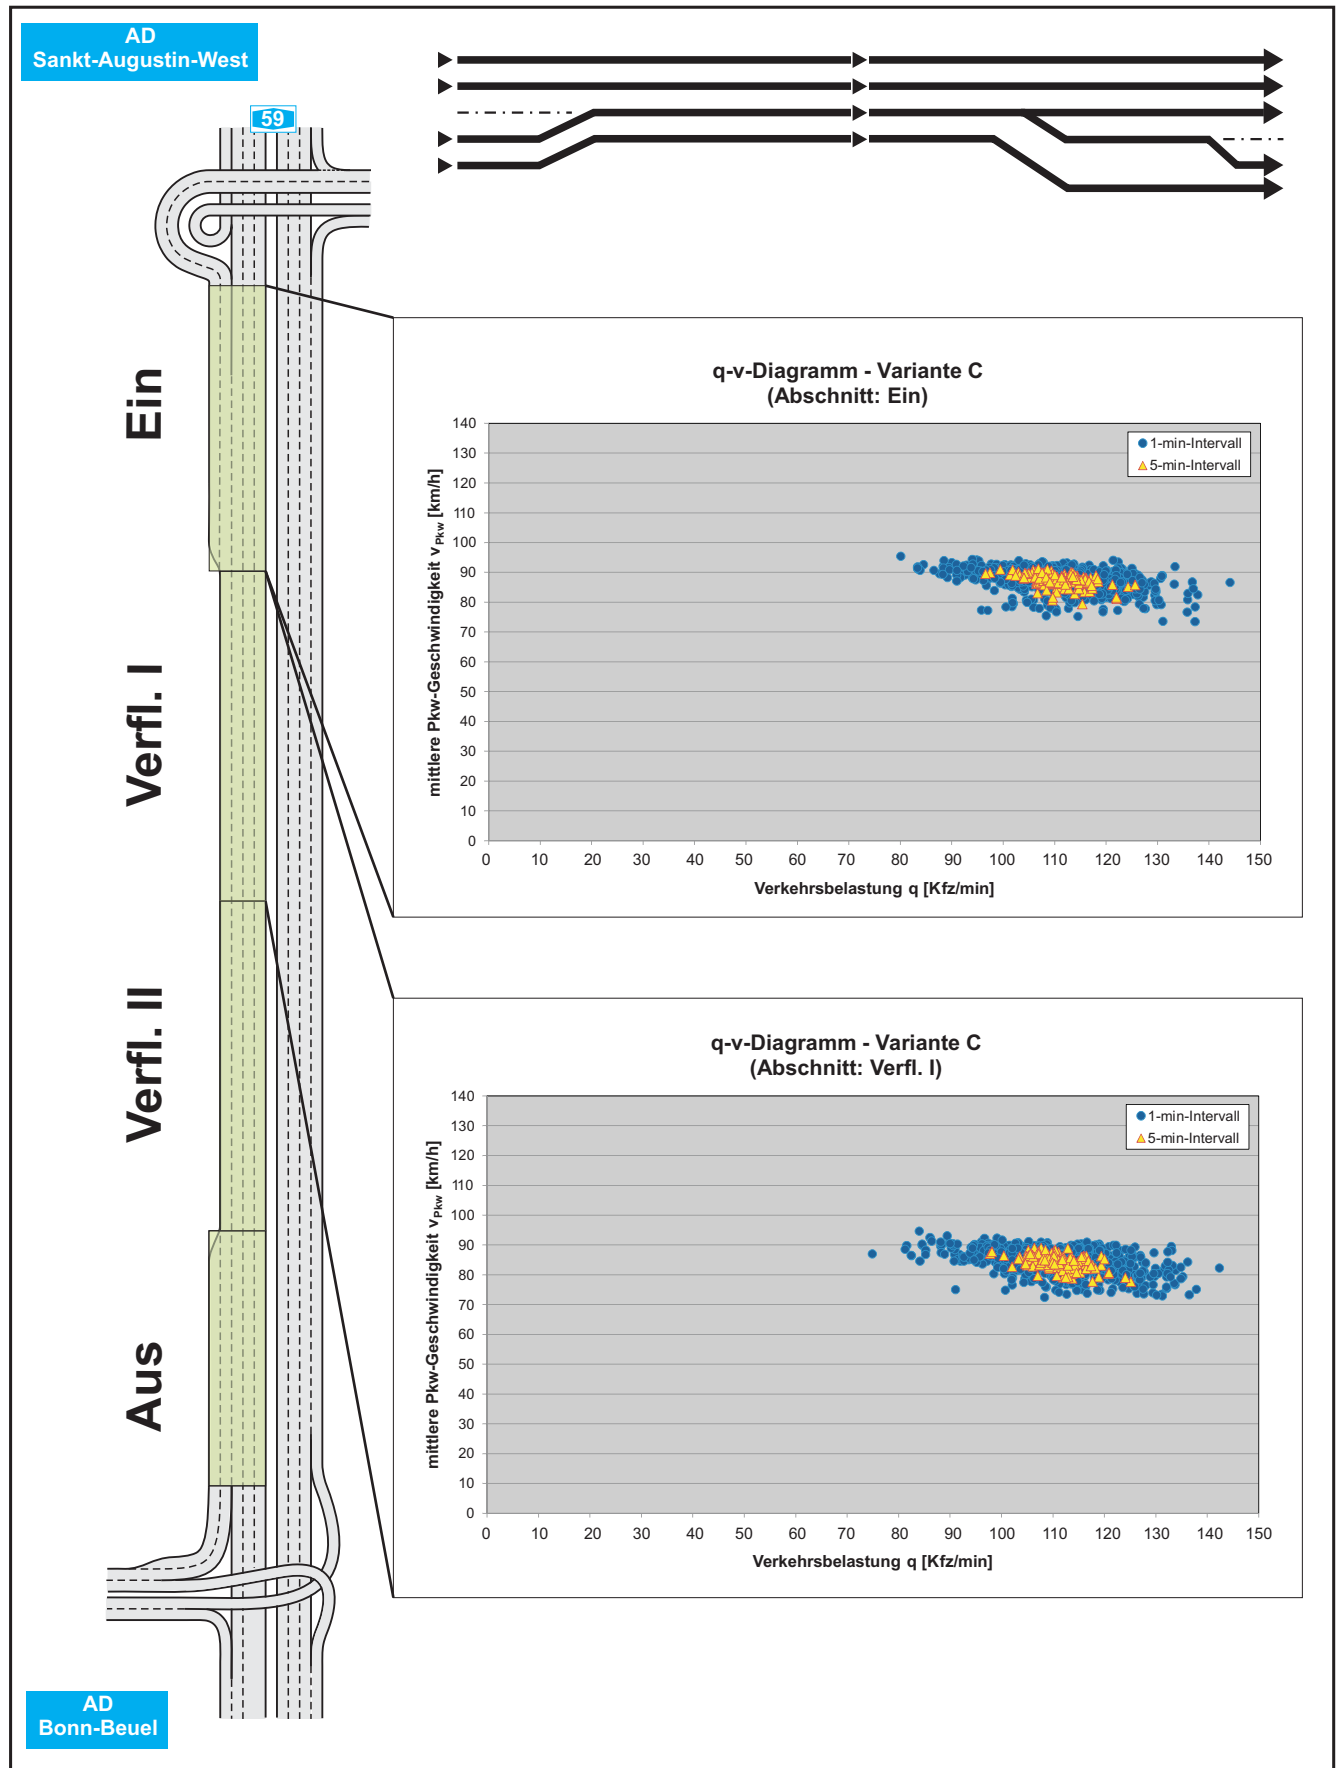 AD
Sankt-Augustin-West
59
Ein
Verfl. I
Verfl. II
Aus
AD
Bonn-Beuel
q-v-Diagramm - Variante C
(Abschnitt: Ein)
mittlere Pkw-Geschwindigkeit vPkw [km/h]
140
130
120
110
100
90
80
70
60
50
40
30
20
10
0
1-min-Intervall
5-min-Intervall
0 10 20 30 40 50 60 70 80 90 100 110 120 130 140 150
Verkehrsbelastung q [Kfz/min]
q-v-Diagramm - Variante C
(Abschnitt: Verfl. I)
mittlere Pkw-Geschwindigkeit vPkw [km/h]
140
130
120
110
100
90
80
70
60
50
40
30
20
10
0
1-min-Intervall
5-min-Intervall
0 10 20 30 40 50 60 70 80 90 100 110 120 130 140 150
Verkehrsbelastung q [Kfz/min]